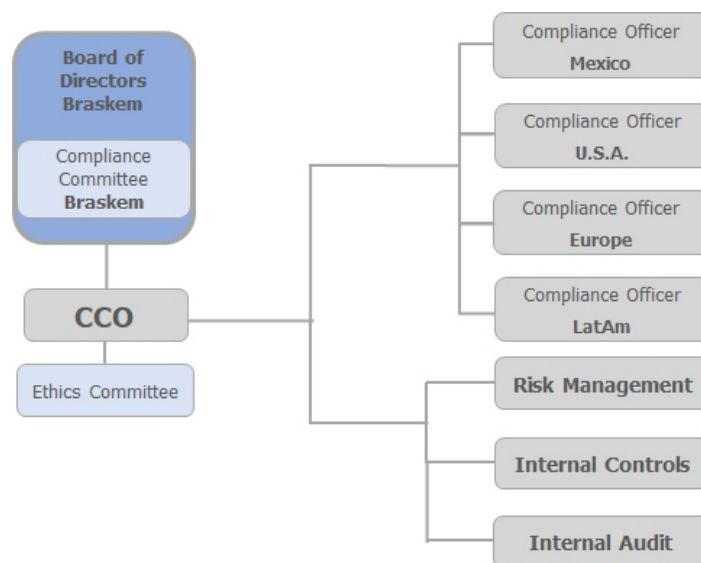 Board of
Directors
Braskem
Compliance
Committee
Braskem
CCO
Ethics Committee
Compliance Officer
Mexico
Compliance Officer
U.S.A.
Compliance Officer
Europe
Compliance Officer
LatAm
Risk Management
Internal Controls
Internal Audit